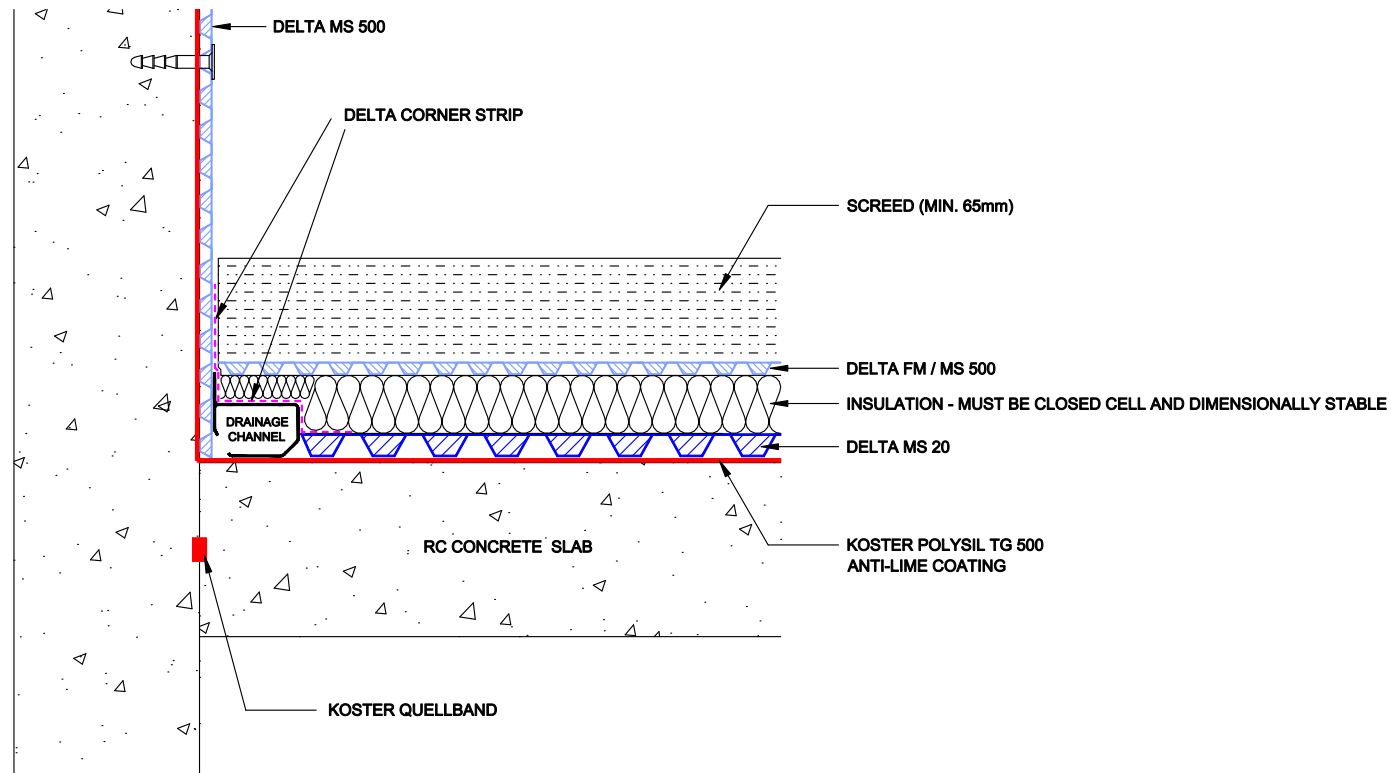 DELTA MS 500
DELTA CORNER STRIP
SCREED (MIN. 65mm)
DELTA FM / MS 500
INSULATION - MUST BE CLOSED CELL AND DIMENSIONALLY STABLE
DRAINAGE
CHANNEL
DELTA MS 20
RC CONCRETE SLAB
KOSTER POLYSIL TG 500
ANTI-LIME COATING
KOSTER QUELLBAND